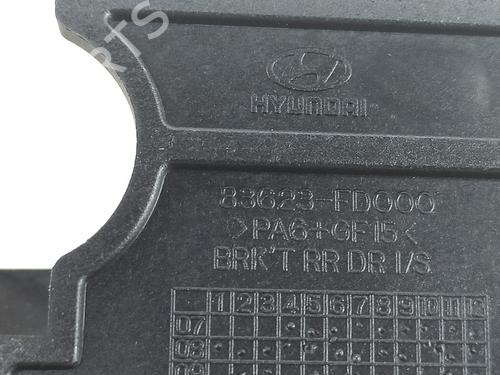 HYUNDAI
83623-FD000
>PA6+GF15<
BRK'T RR DR I/S
1 2 3 4 5 6 7 8 9 10 11 12
07
08